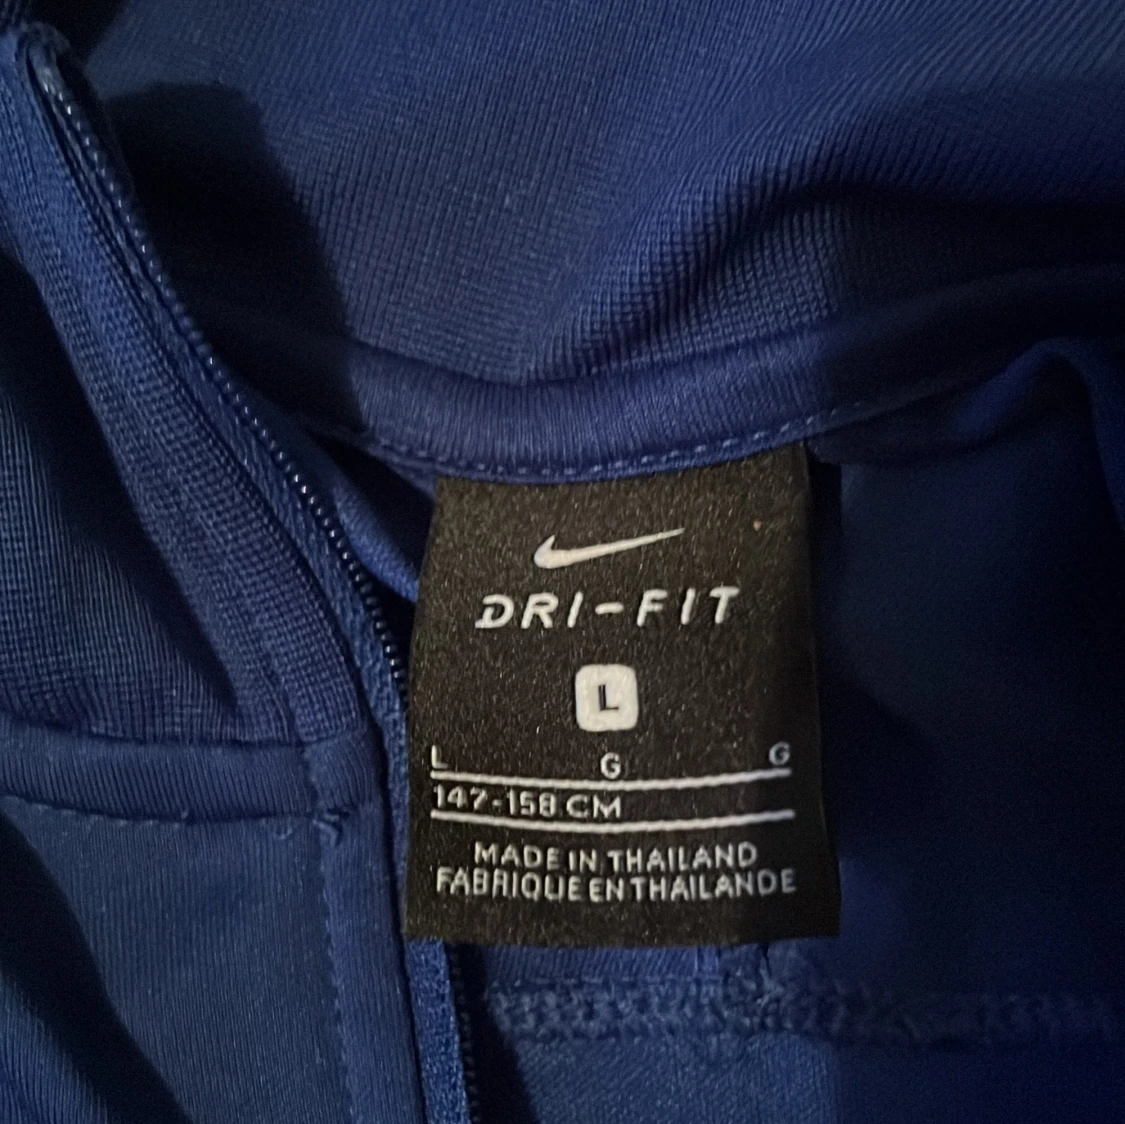 DRI-FIT
L
L G G
147-158 CM
MADE IN THAILAND
FABRIQUE EN THAILANDE